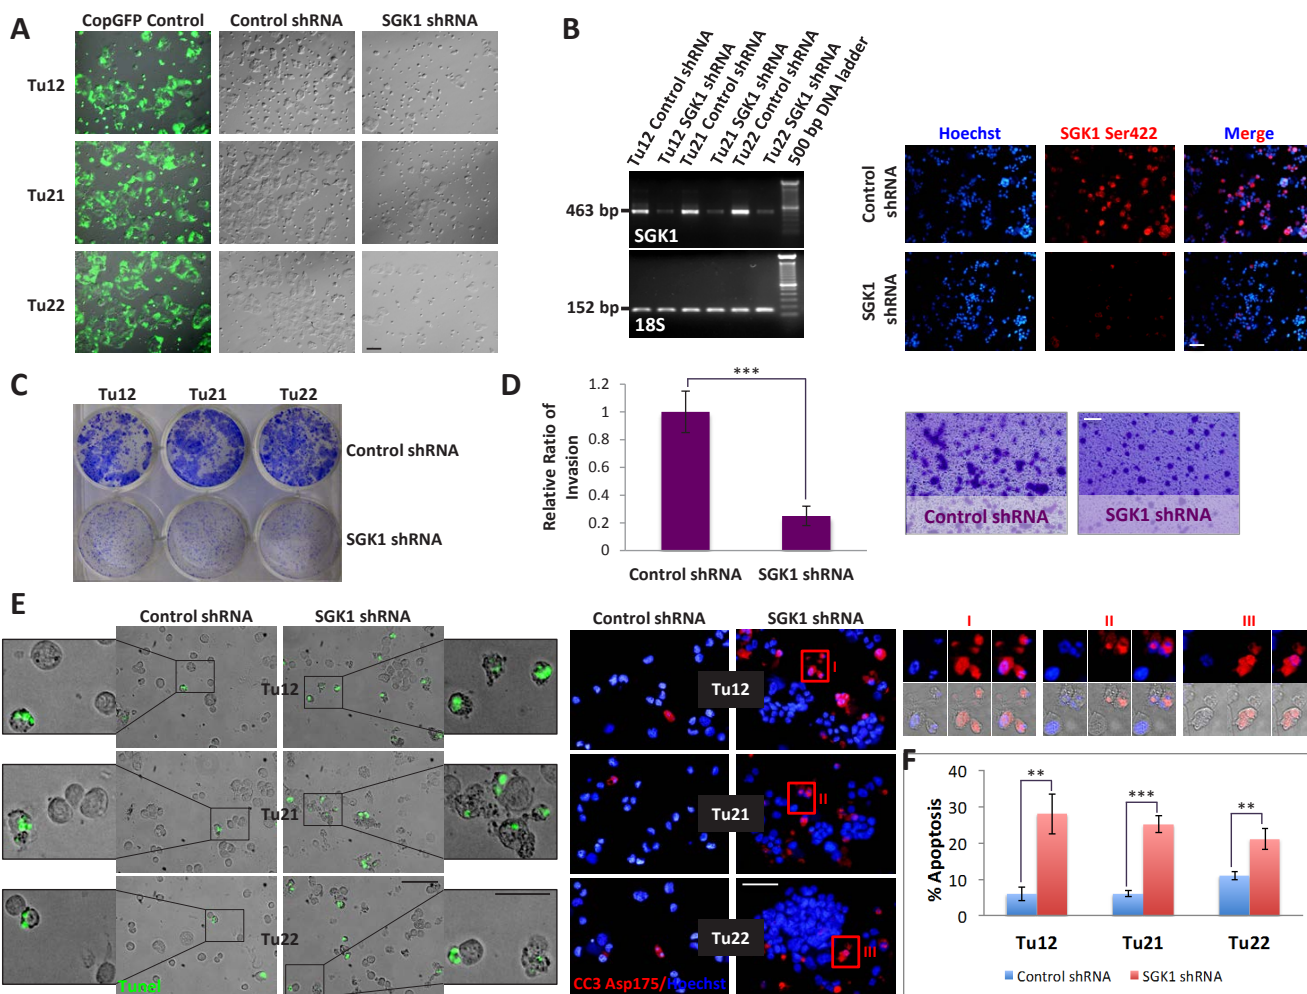 A
CopGFP Control
Control shRNA
SGK1 shRNA
Tu12
Tu21
Tu22
B
Tu12 Control shRNA
Tu12 SGK1 shRNA
Tu21 Control shRNA
Tu21 SGK1 shRNA
Tu22 Control shRNA
Tu22 SGK1 shRNA
500 bp DNA ladder
463 bp
SGK1
152 bp
18S
Hoechst
SGK1 Ser422
Merge
Control shRNA
SGK1 shRNA
C
Tu12
Tu21
Tu22
Control shRNA
SGK1 shRNA
D
Relative Ratio of Invasion
1.2
1
0.8
0.6
0.4
0.2
0
***
Control shRNA
SGK1 shRNA
Control shRNA
SGK1 shRNA
E
Control shRNA
SGK1 shRNA
Tu12
Tu21
Tu22
Tunel
Control shRNA
SGK1 shRNA
Tu12
I
Tu21
II
Tu22
III
CC3 Asp175/Hoechst
I
II
III
F
% Apoptosis
40
30
20
10
0
**
***
**
Tu12
Tu21
Tu22
Control shRNA
SGK1 shRNA